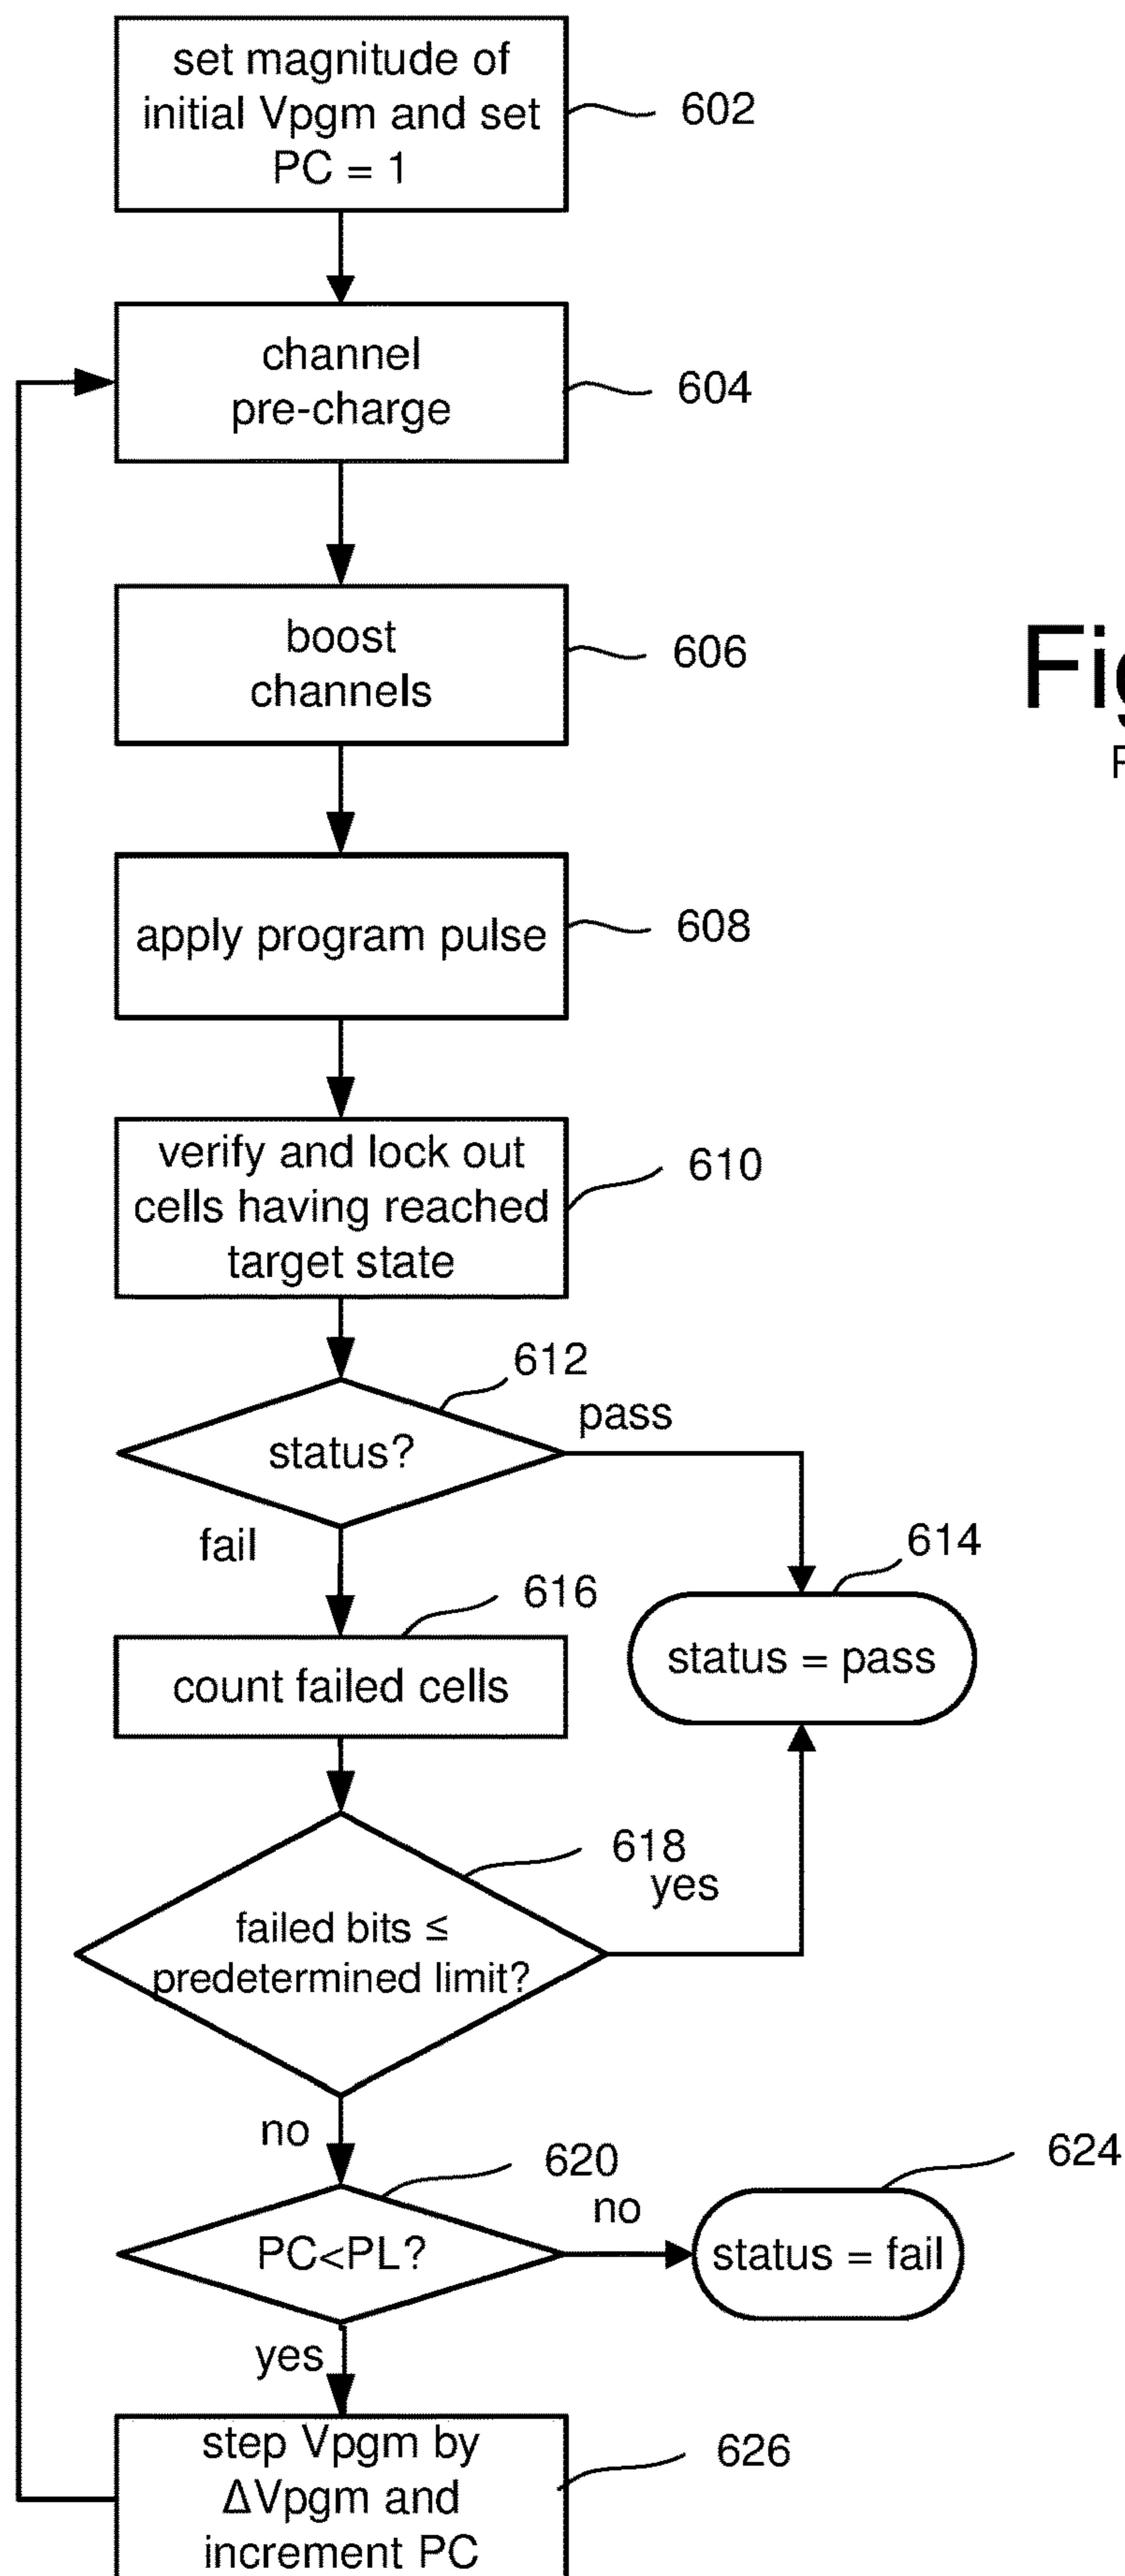 set magnitude of
initial Vpgm and set
PC = 1
602
channel
pre-charge
604
boost
channels
606
Fig
apply program pulse
608
verify and lock out
cells having reached
target state
610
612
status?
pass
fail
614
status = pass
616
count failed cells
618
yes
failed bits ≤
predetermined limit?
no
620
PC<PL?
no
624
status = fail
yes
step Vpgm by
ΔVpgm and
increment PC
626